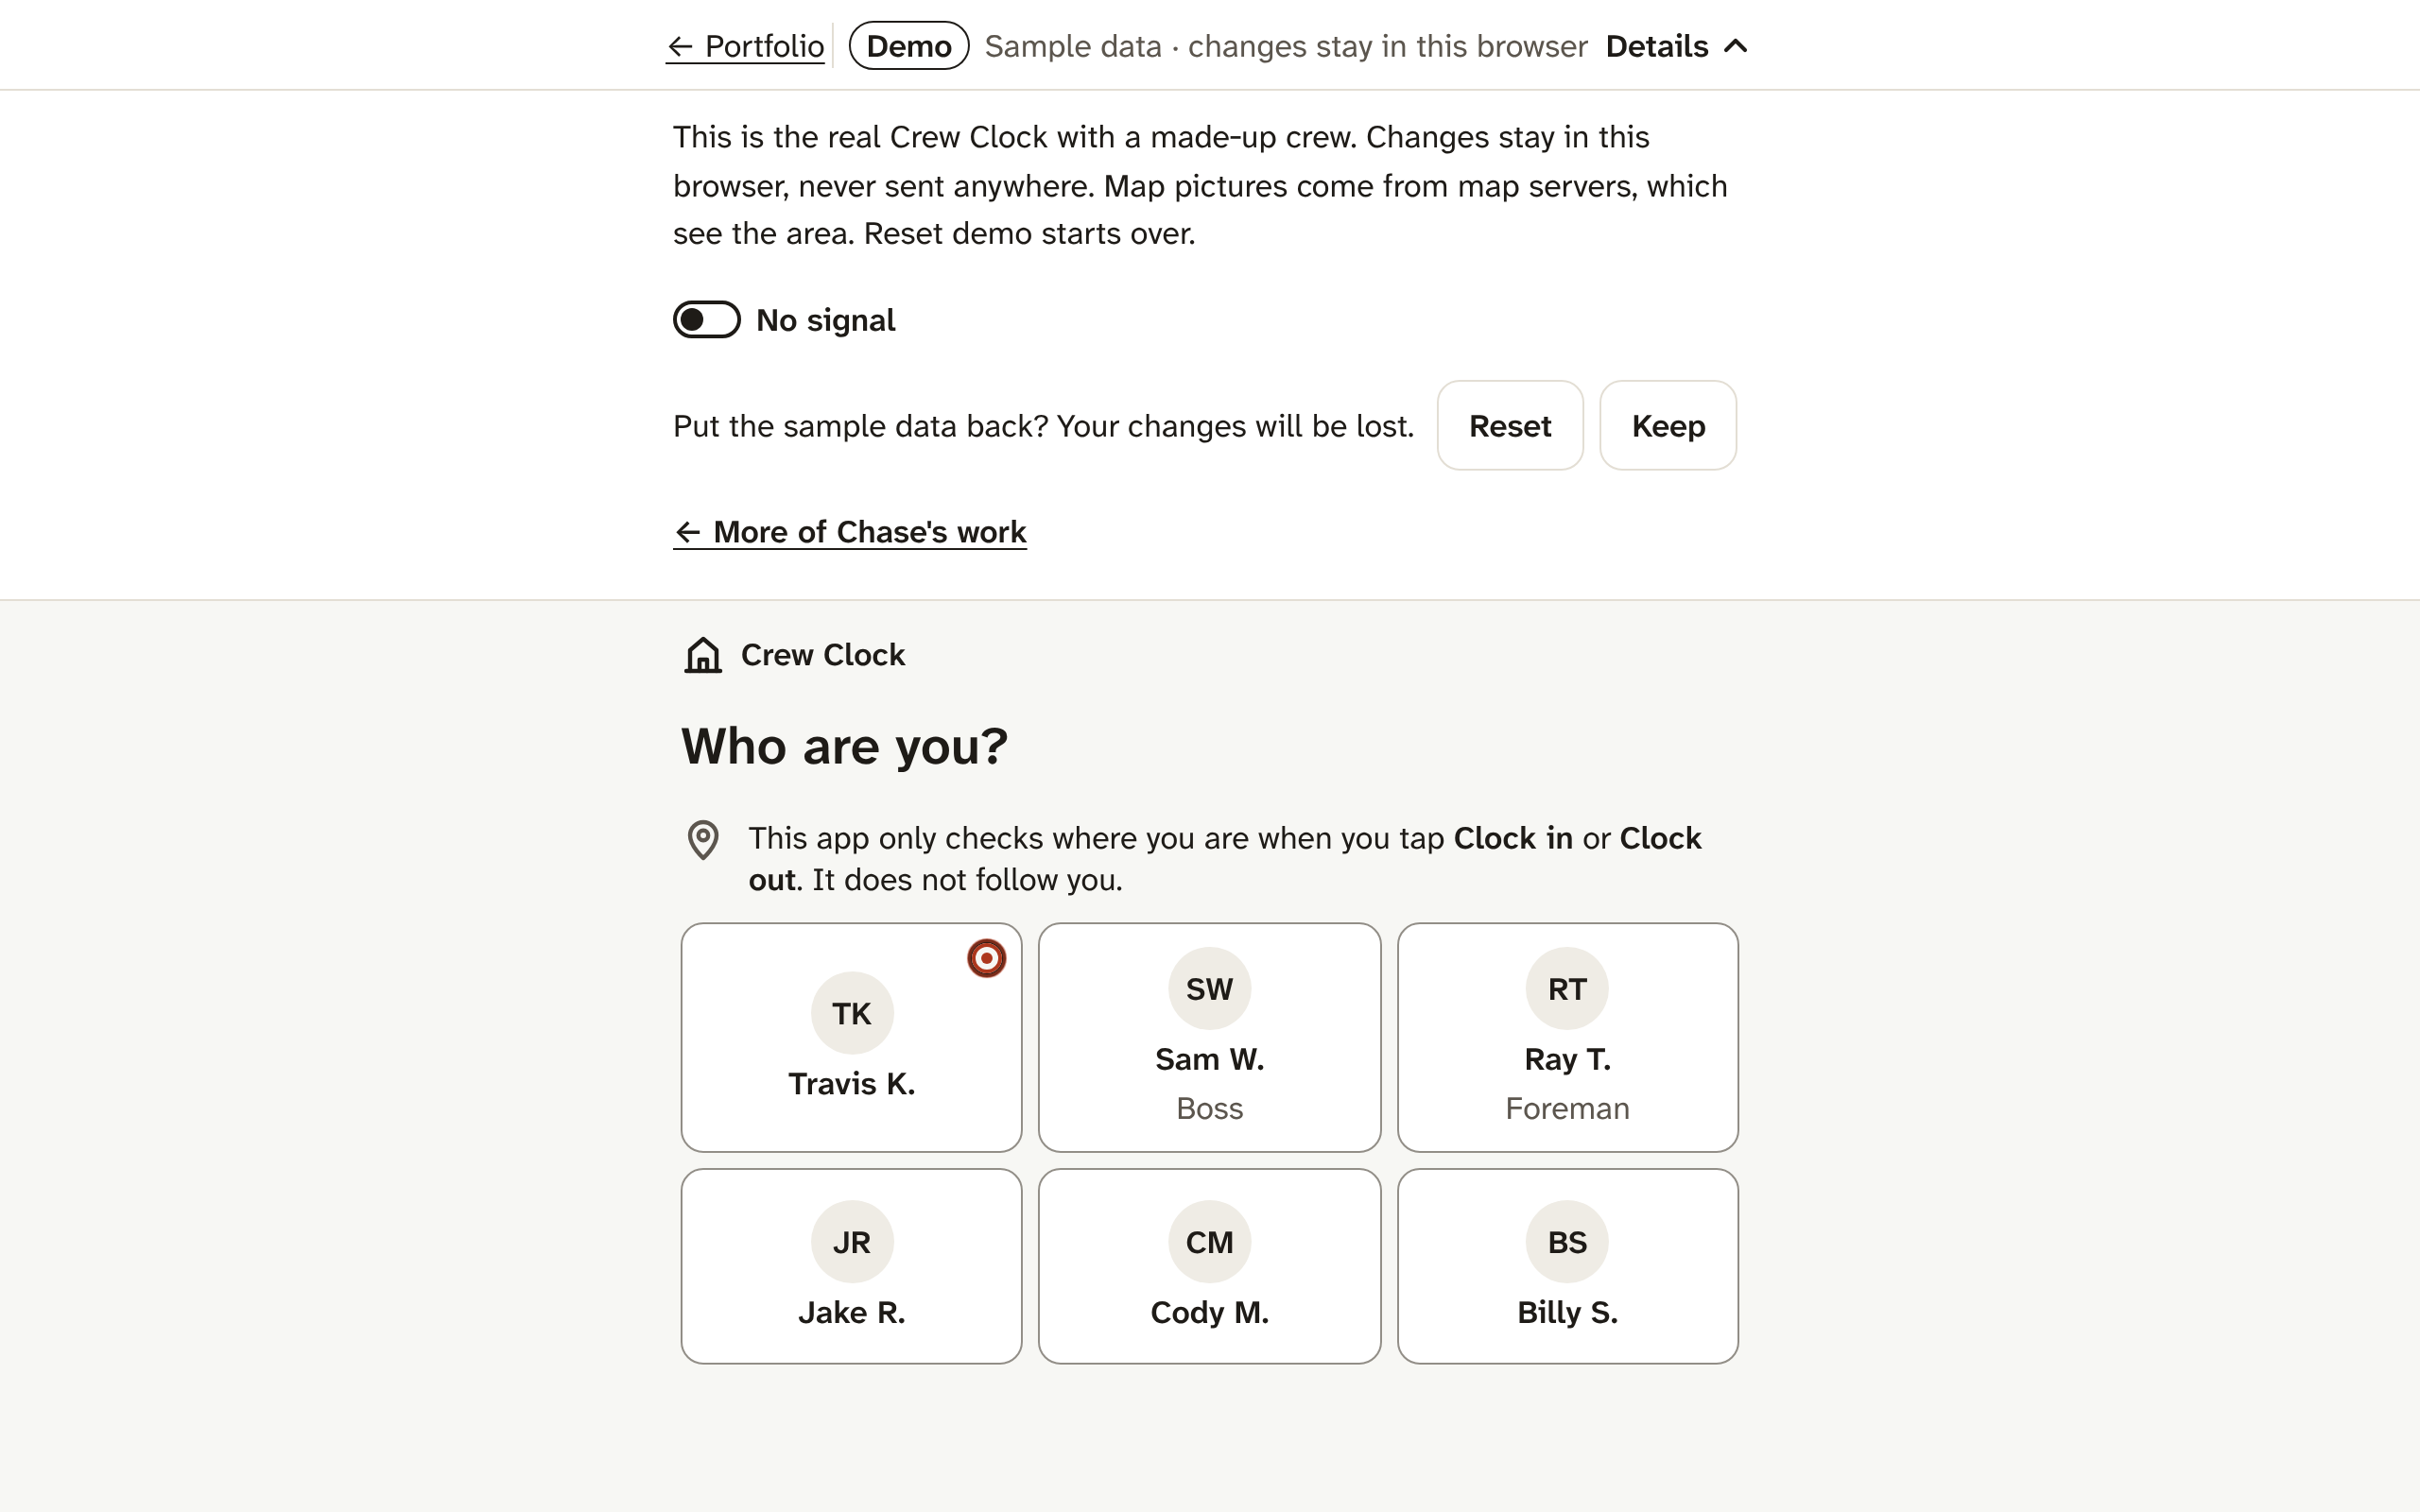 ← Portfolio
Demo
Sample data · changes stay in this browser
Details
This is the real Crew Clock with a made-up crew. Changes stay in this
browser, never sent anywhere. Map pictures come from map servers, which
see the area. Reset demo starts over.
No signal
Put the sample data back? Your changes will be lost.
Reset
Keep
← More of Chase's work
Crew Clock
Who are you?
This app only checks where you are when you tap Clock in or Clock
out. It does not follow you.
TK
Travis K.
SW
Sam W.
Boss
RT
Ray T.
Foreman
JR
Jake R.
CM
Cody M.
BS
Billy S.